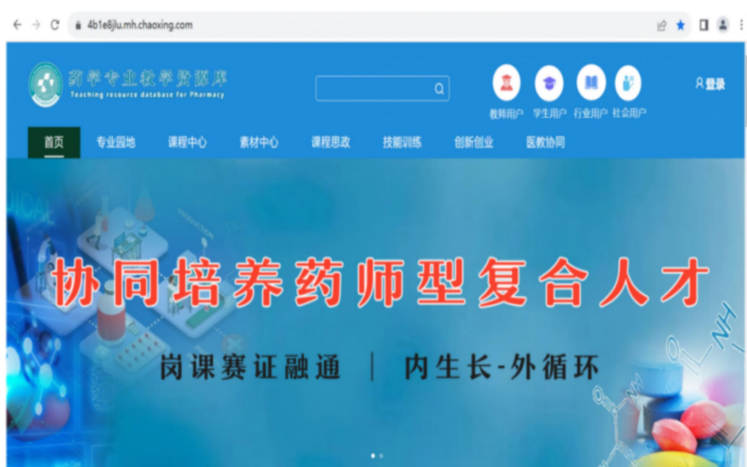 4b1e8jlu.mh.chaoxing.com
药学专业教学资源库
Teaching resource database for Pharmacy
教师用户 学生用户 行业用户 社会用户
登录
首页 专业园地 课程中心 素材中心 课程思政 技能训练 创新创业 医教协同
协同培养药师型复合人才
岗课赛证融通 | 内生长-外循环
NH